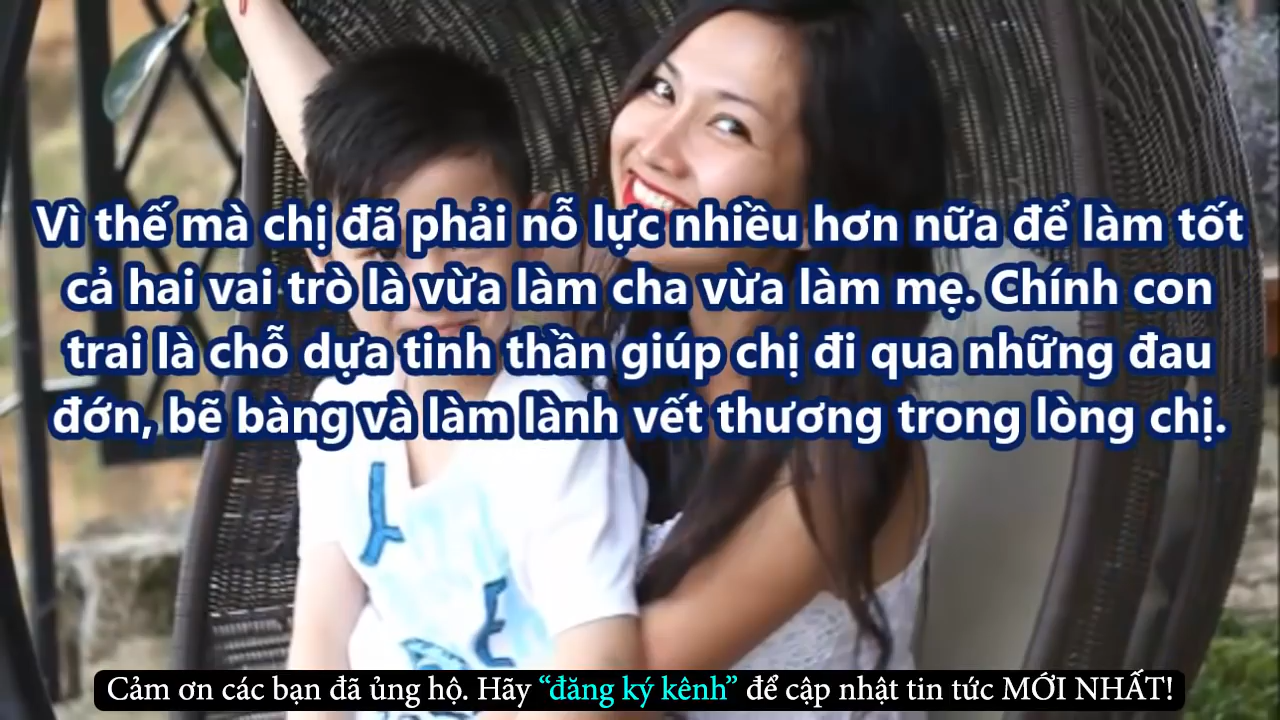 Vì thế mà chị đã phải nỗ lực nhiều hơn nữa để làm tốt
cả hai vai trò là vừa làm cha vừa làm mẹ. Chính con
trai là chỗ dựa tinh thần giúp chị đi qua những đau
đớn, bẽ bàng và làm lành vết thương trong lòng chị.
Cảm ơn các bạn đã ủng hộ. Hãy “đăng ký kênh” để cập nhật tin tức MỚI NHẤT!